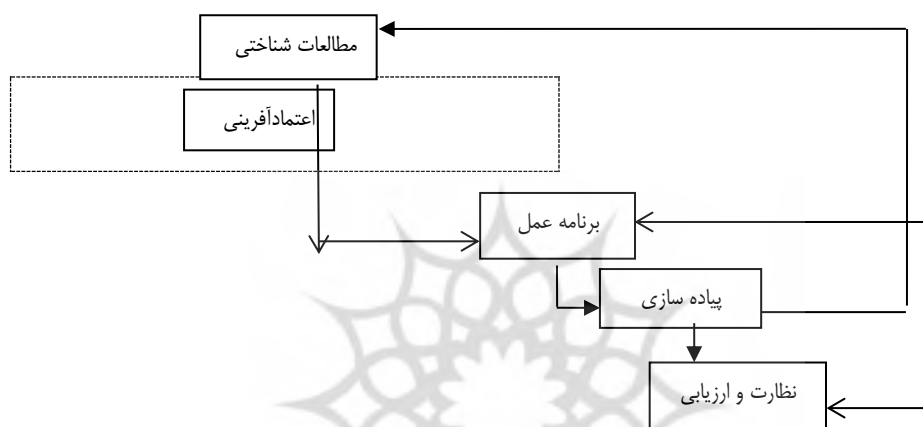 مطالعات شناختی
اعتمادآفرینی
برنامه عمل
پیاده سازی
نظارت و ارزیابی